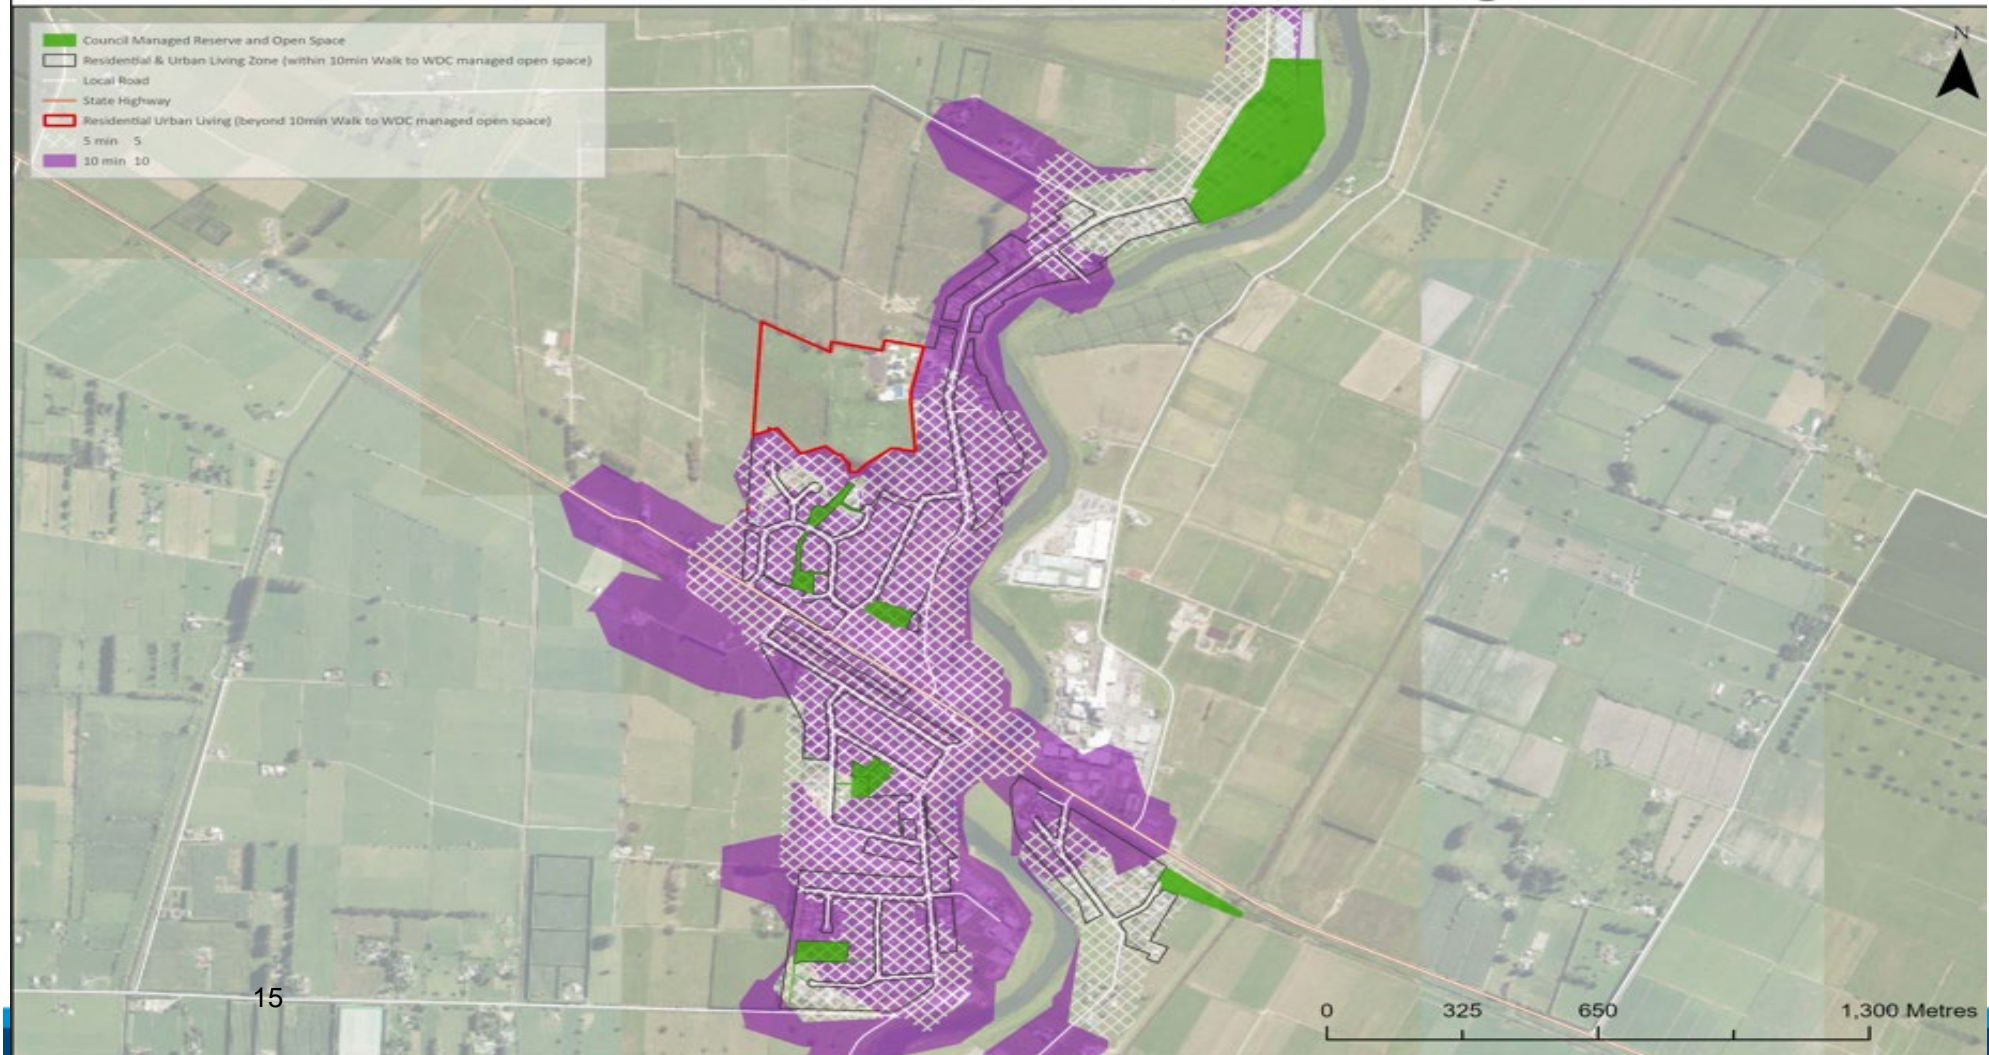 N
Council Managed Reserve and Open Space
Residential & Urban Living Zone (within 10min Walk to WDC managed open space)
Local Road
State Highway
Residential Urban Living (beyond 10min Walk to WDC managed open space)
5 min 5
10 min 10
15
0 325 650 1,300 Metres